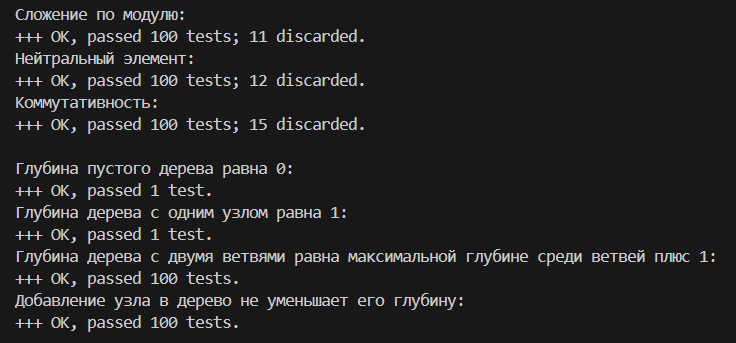 Сложение по модулю:
+++ OK, passed 100 tests; 11 discarded.
Нейтральный элемент:
+++ OK, passed 100 tests; 12 discarded.
Коммутативность:
+++ OK, passed 100 tests; 15 discarded.
Глубина пустого дерева равна 0:
+++ OK, passed 1 test.
Глубина дерева с одним узлом равна 1:
+++ OK, passed 1 test.
Глубина дерева с двумя ветвями равна максимальной глубине среди ветвей плюс 1:
+++ OK, passed 100 tests.
Добавление узла в дерево не уменьшает его глубину:
+++ OK, passed 100 tests.